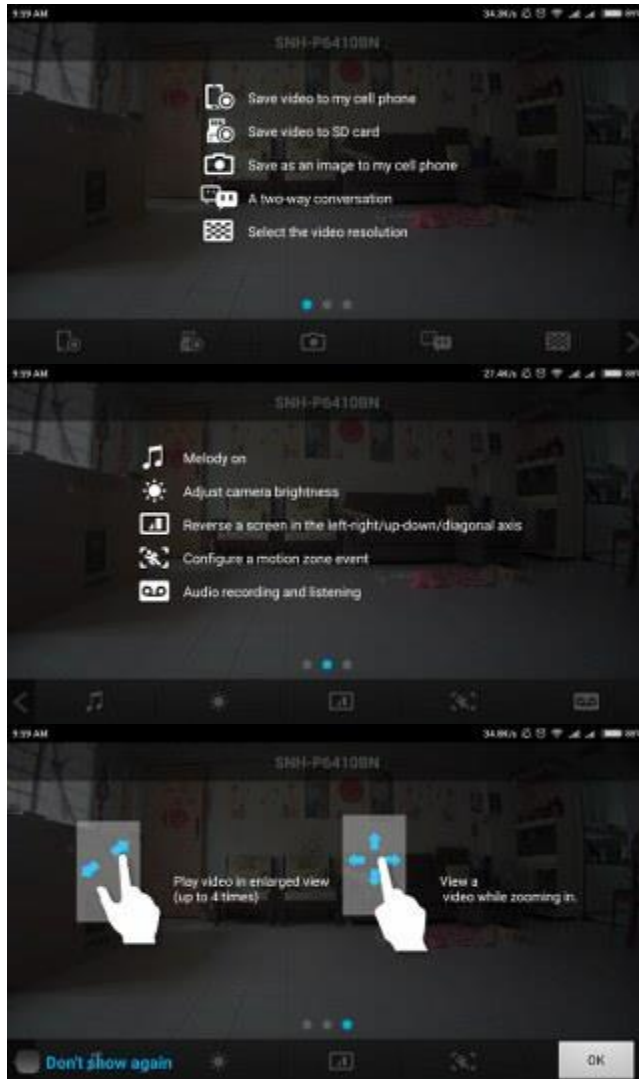 9:59 AM
SNH-P6410BN
Save video to my cell phone
Save video to SD card
Save as an image to my cell phone
A two-way conversation
Select the video resolution
9:59 AM
SNH-P6410BN
Melody on
Adjust camera brightness
Reverse a screen in the left-right/up-down/diagonal axis
Configure a motion zone event
Audio recording and listening
9:59 AM
SNH-P6410BN
Play video in enlarged view
(up to 4 times)
View a
video while zooming in.
Don't show again
OK